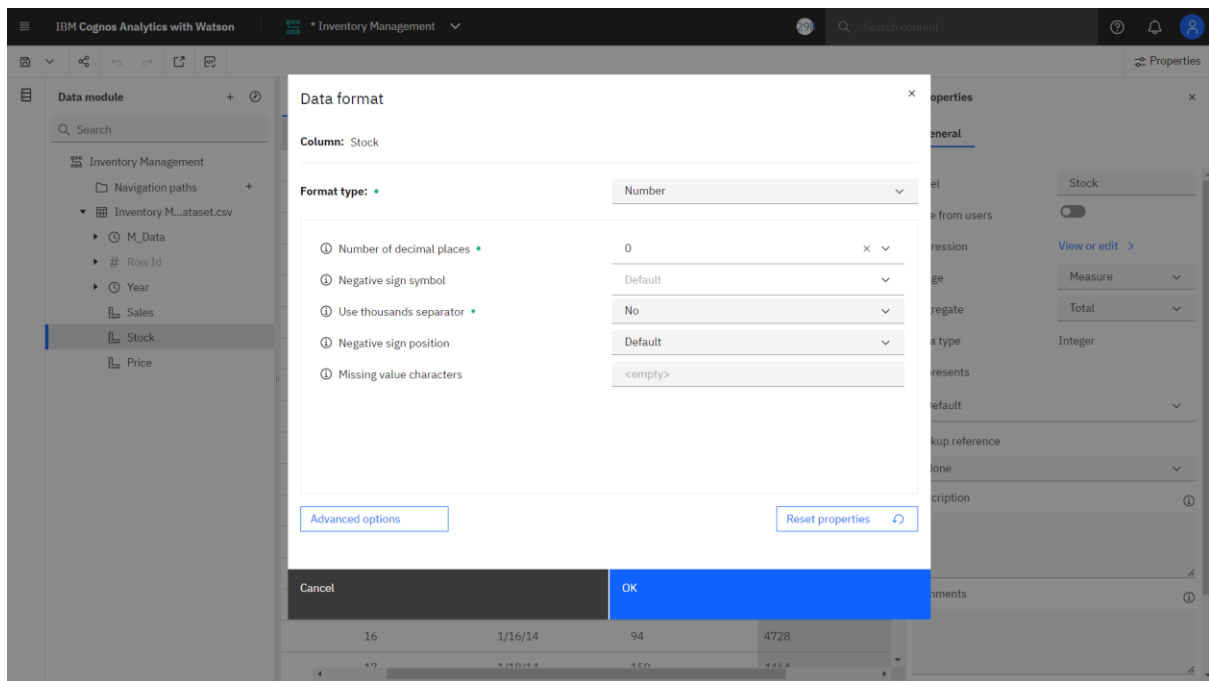 IBM Cognos Analytics with Watson
* Inventory Management
Search content
Properties
Data module
Search
Inventory Management
Navigation paths
Inventory M...ataset.csv
M_Data
# Row Id
Year
Sales
Stock
Price
Data format
Column: Stock
Format type:
Number
Number of decimal places
0
Negative sign symbol
Default
Use thousands separator
No
Negative sign position
Default
Missing value characters
<empty>
Advanced options
Reset properties
Cancel
OK
16 1/16/14 94 4728
operties
eneral
el
Stock
e from users
ression
View or edit >
ge
Measure
regate
Total
a type
Integer
resents
efault
kup reference
one
cription
mments